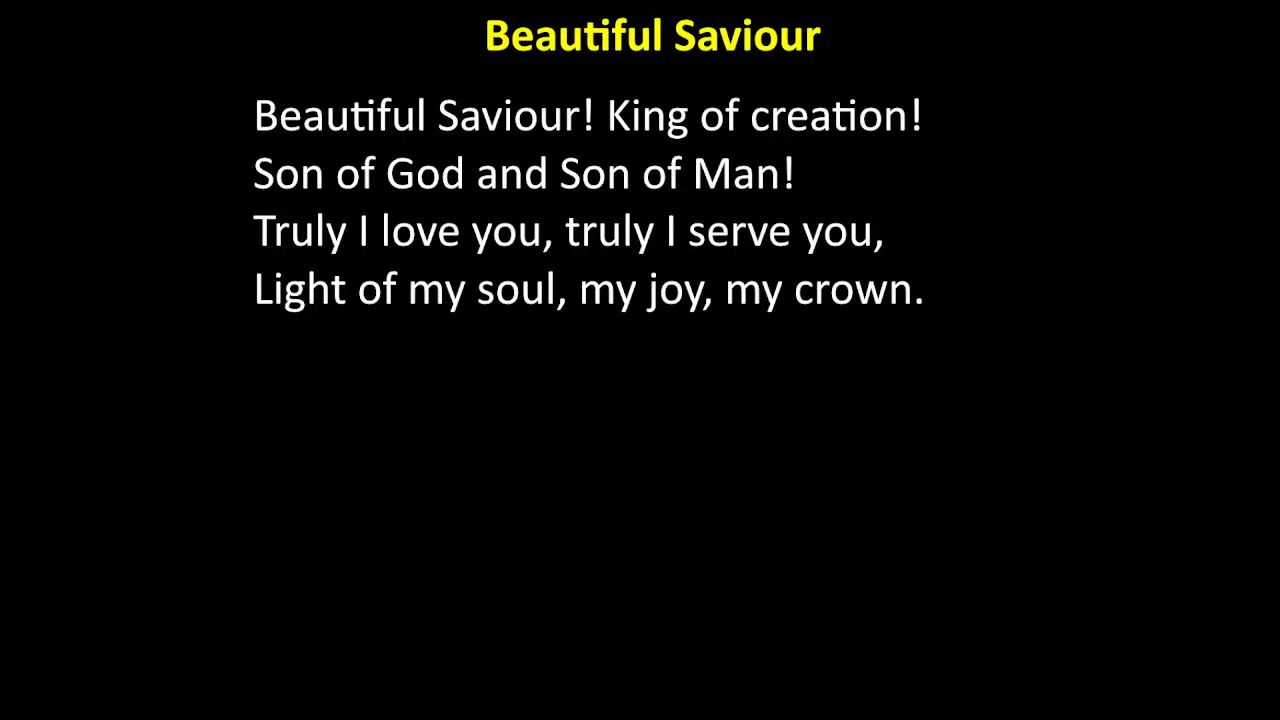 Beautiful Saviour
Beautiful Saviour! King of creation!
Son of God and Son of Man!
Truly I love you, truly I serve you,
Light of my soul, my joy, my crown.